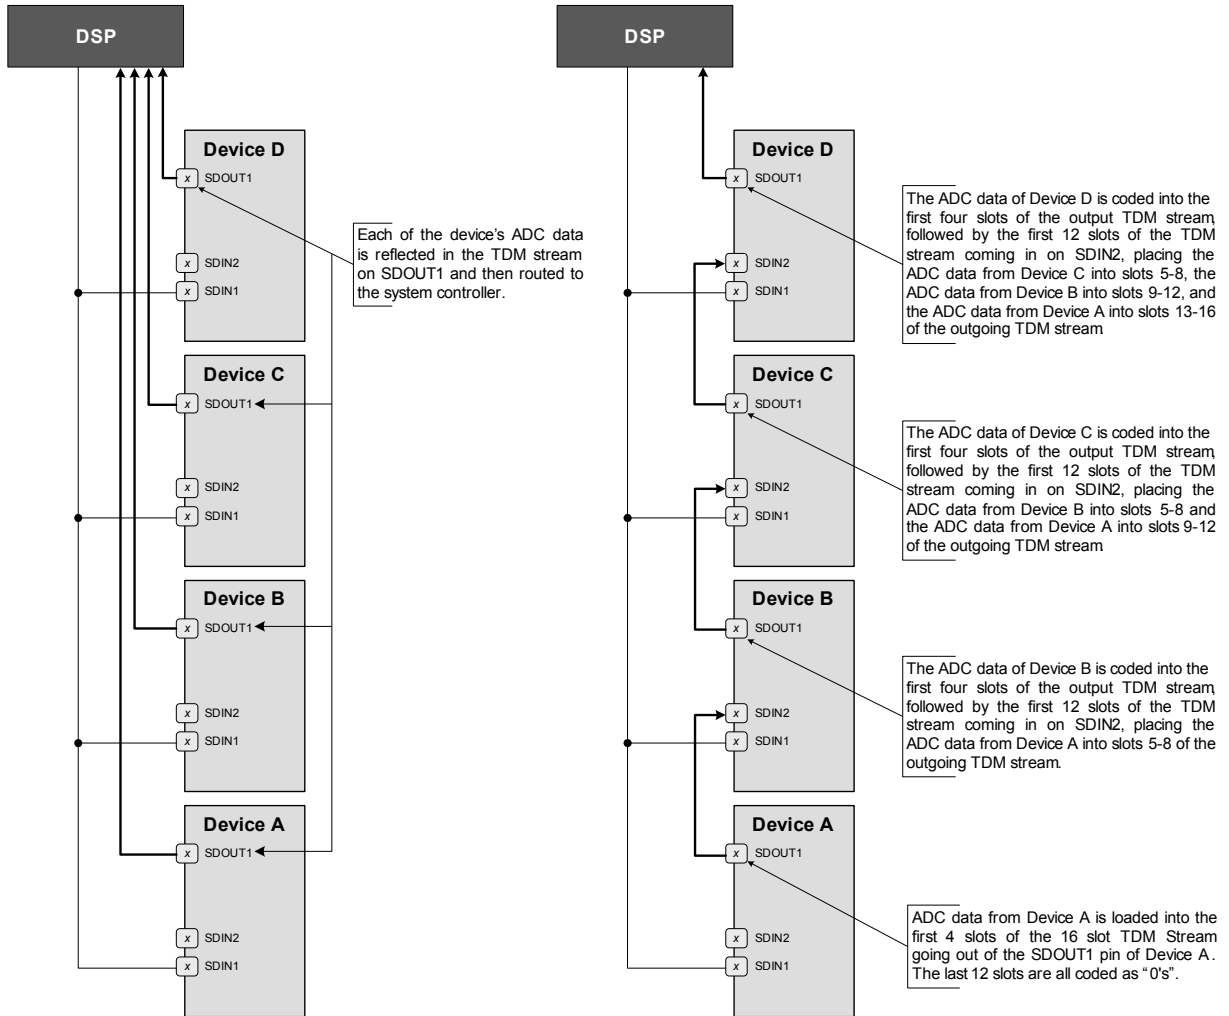 DSP
Device D
x SDOUT1
x SDIN2
x SDIN1
Each of the device's ADC data
is reflected in the TDM stream
on SDOUT1 and then routed to
the system controller.
Device C
x SDOUT1
x SDIN2
x SDIN1
Device B
x SDOUT1
x SDIN2
x SDIN1
Device A
x SDOUT1
x SDIN2
x SDIN1
DSP
Device D
x SDOUT1
x SDIN2
x SDIN1
The ADC data of Device D is coded into the
first four slots of the output TDM stream,
followed by the first 12 slots of the TDM
stream coming in on SDIN2, placing the
ADC data from Device C into slots 5-8, the
ADC data from Device B into slots 9-12, and
the ADC data from Device A into slots 13-16
of the outgoing TDM stream
Device C
x SDOUT1
x SDIN2
x SDIN1
The ADC data of Device C is coded into the
first four slots of the output TDM stream,
followed by the first 12 slots of the TDM
stream coming in on SDIN2, placing the
ADC data from Device B into slots 5-8 and
the ADC data from Device A into slots 9-12
of the outgoing TDM stream
Device B
x SDOUT1
x SDIN2
x SDIN1
The ADC data of Device B is coded into the
first four slots of the output TDM stream,
followed by the first 12 slots of the TDM
stream coming in on SDIN2, placing the
ADC data from Device A into slots 5-8 of the
outgoing TDM stream.
Device A
x SDOUT1
x SDIN2
x SDIN1
ADC data from Device A is loaded into the
first 4 slots of the 16 slot TDM Stream
going out of the SDOUT1 pin of Device A.
The last 12 slots are all coded as "0's".